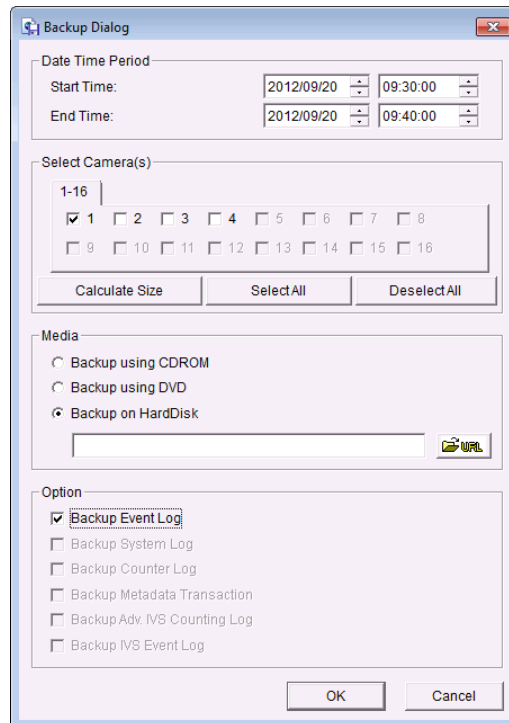 Backup Dialog
Date Time Period
Start Time: 2012/09/20 09:30:00
End Time: 2012/09/20 09:40:00
Select Camera(s)
1-16
1 2 3 4 5 6 7 8
9 10 11 12 13 14 15 16
Calculate Size Select All Deselect All
Media
Backup using CDROM
Backup using DVD
Backup on HardDisk
URL
Option
Backup Event Log
Backup System Log
Backup Counter Log
Backup Metadata Transaction
Backup Adv. IVS Counting Log
Backup IVS Event Log
OK Cancel